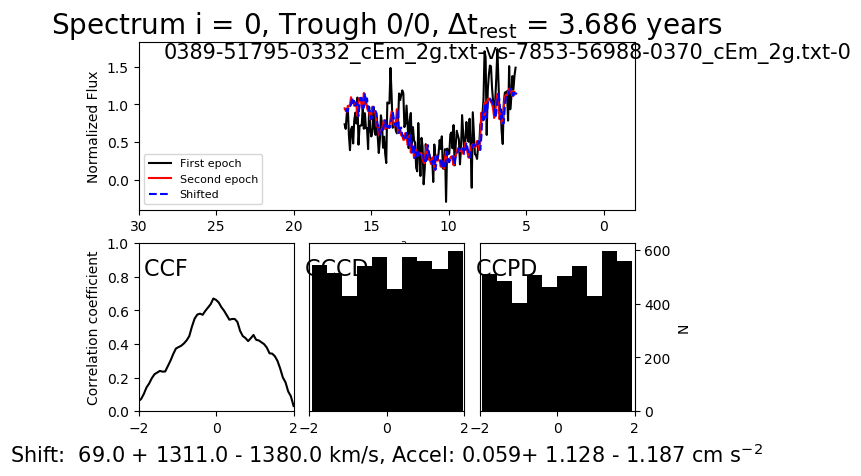 Spectrum i = 0, Trough 0/0, Δt_rest = 3.686 years
0389-51795-0332_cEm_2g.txt-vs-7853-56988-0370_cEm_2g.txt-0
Normalized Flux
1.5
1.0
0.5
0.0
First epoch
Second epoch
Shifted
30 25 20 15 10 5 0
Correlation coefficient
1.0
0.8
0.6
0.4
0.2
0.0
CCF
−2 0 2
CCCD
−2 0 2
CCPD
−2 0 2
600
400
200
0
N
Shift:  69.0 + 1311.0 - 1380.0 km/s, Accel: 0.059+ 1.128 - 1.187 cm s⁻²